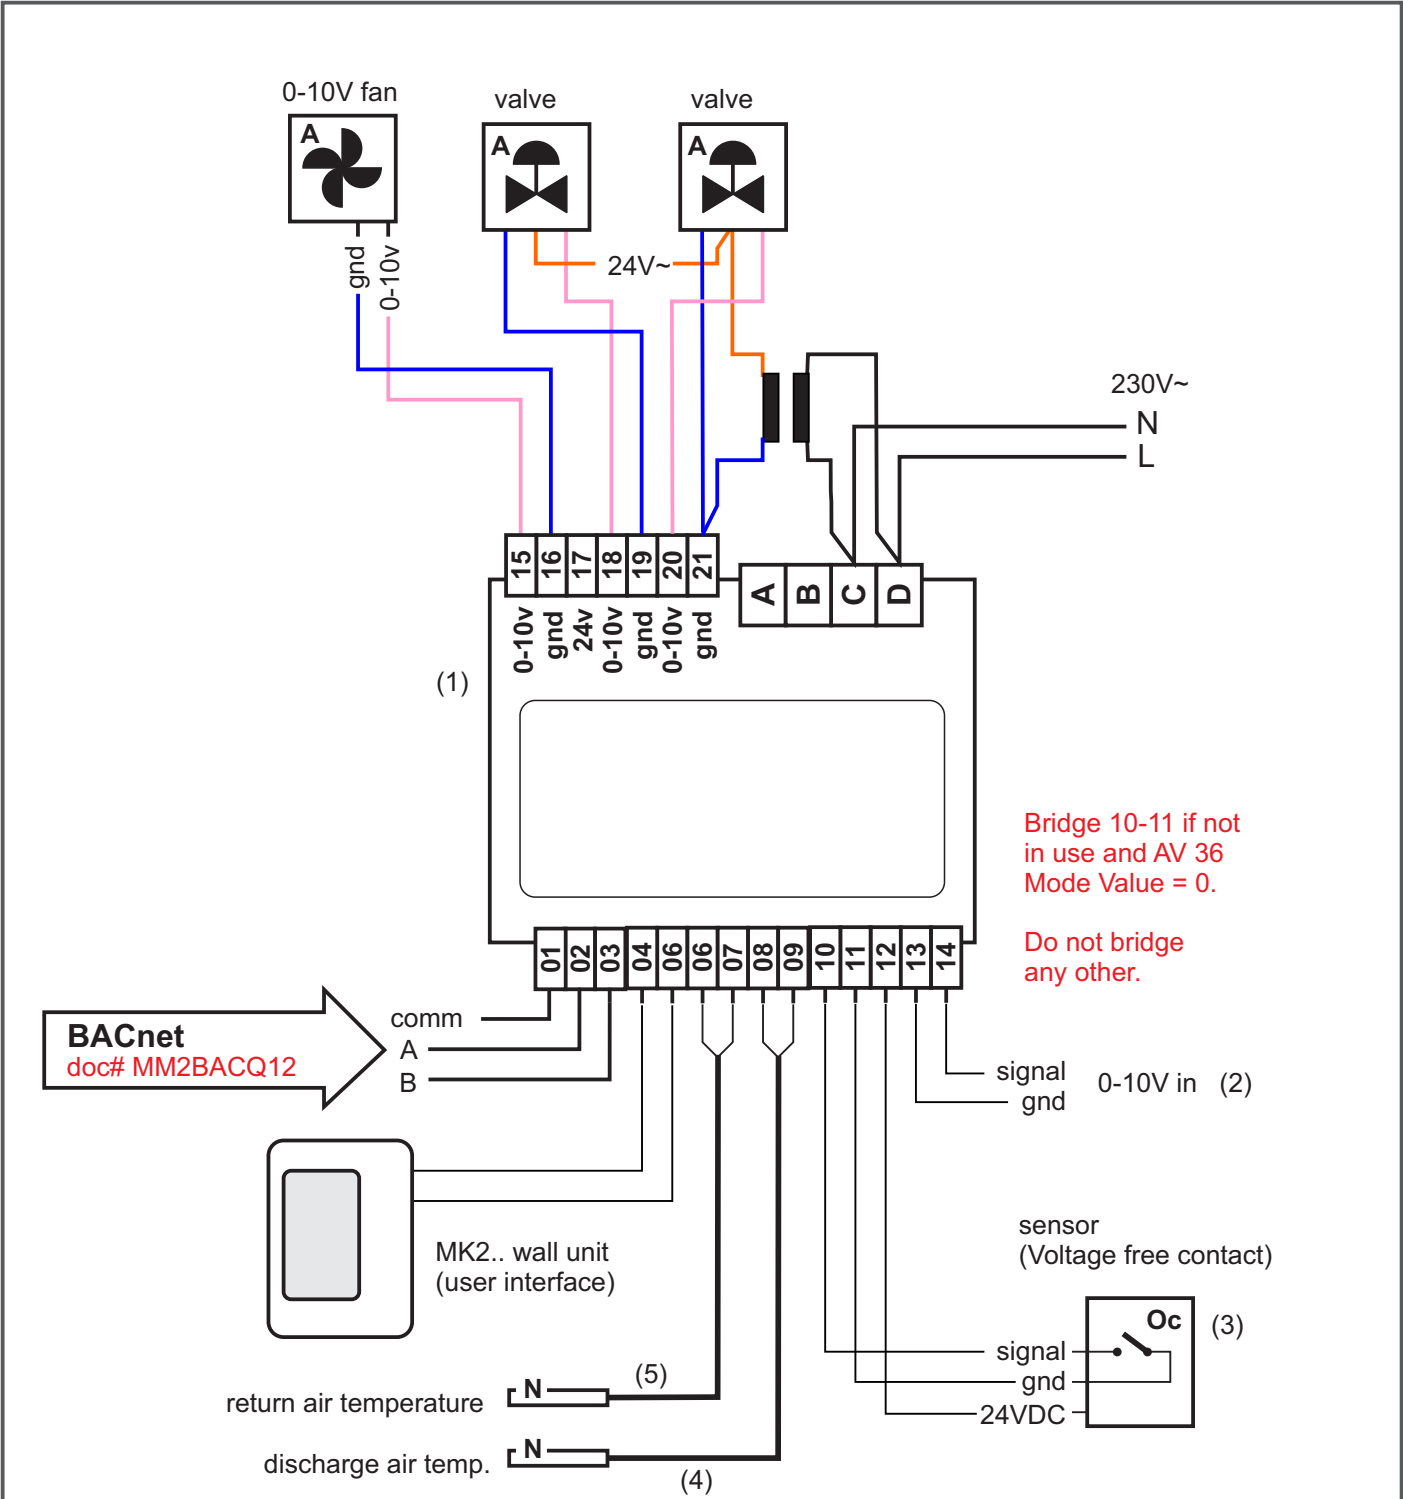 0-10V fan
valve
valve
A
A
A
gnd
0-10v
24V~
230V~
N
L
15
16
17
18
19
20
21
A
B
C
D
0-10v
gnd
24v
0-10v
gnd
0-10v
gnd
(1)
Bridge 10-11 if not
in use and AV 36
Mode Value = 0.
Do not bridge
any other.
01
02
03
04
06
06
07
08
09
10
11
12
13
14
BACnet
doc# MM2BACQ12
comm
A
B
signal
gnd
0-10V in (2)
MK2.. wall unit
(user interface)
sensor
(Voltage free contact)
Oc
(3)
signal
gnd
24VDC
return air temperature
N
(5)
discharge air temp.
N
(4)